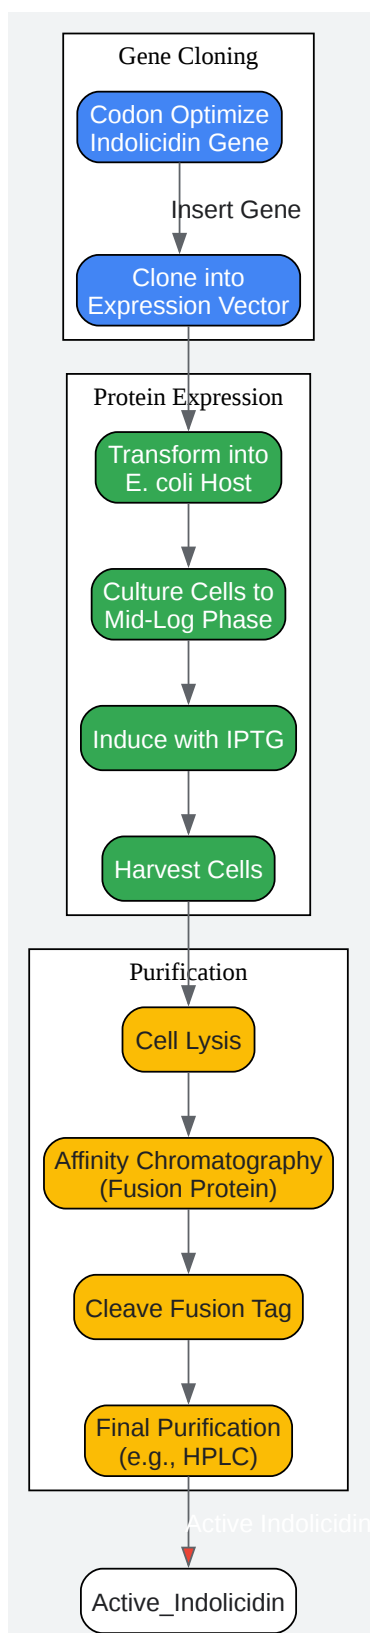 Gene Cloning
Codon Optimize
Indolicidin Gene
Insert Gene
Clone into
Expression Vector
Protein Expression
Transform into
E. coli Host
Culture Cells to
Mid-Log Phase
Induce with IPTG
Harvest Cells
Purification
Cell Lysis
Affinity Chromatography
(Fusion Protein)
Cleave Fusion Tag
Final Purification
(e.g., HPLC)
Active Indolicidin
Active_Indolicidin